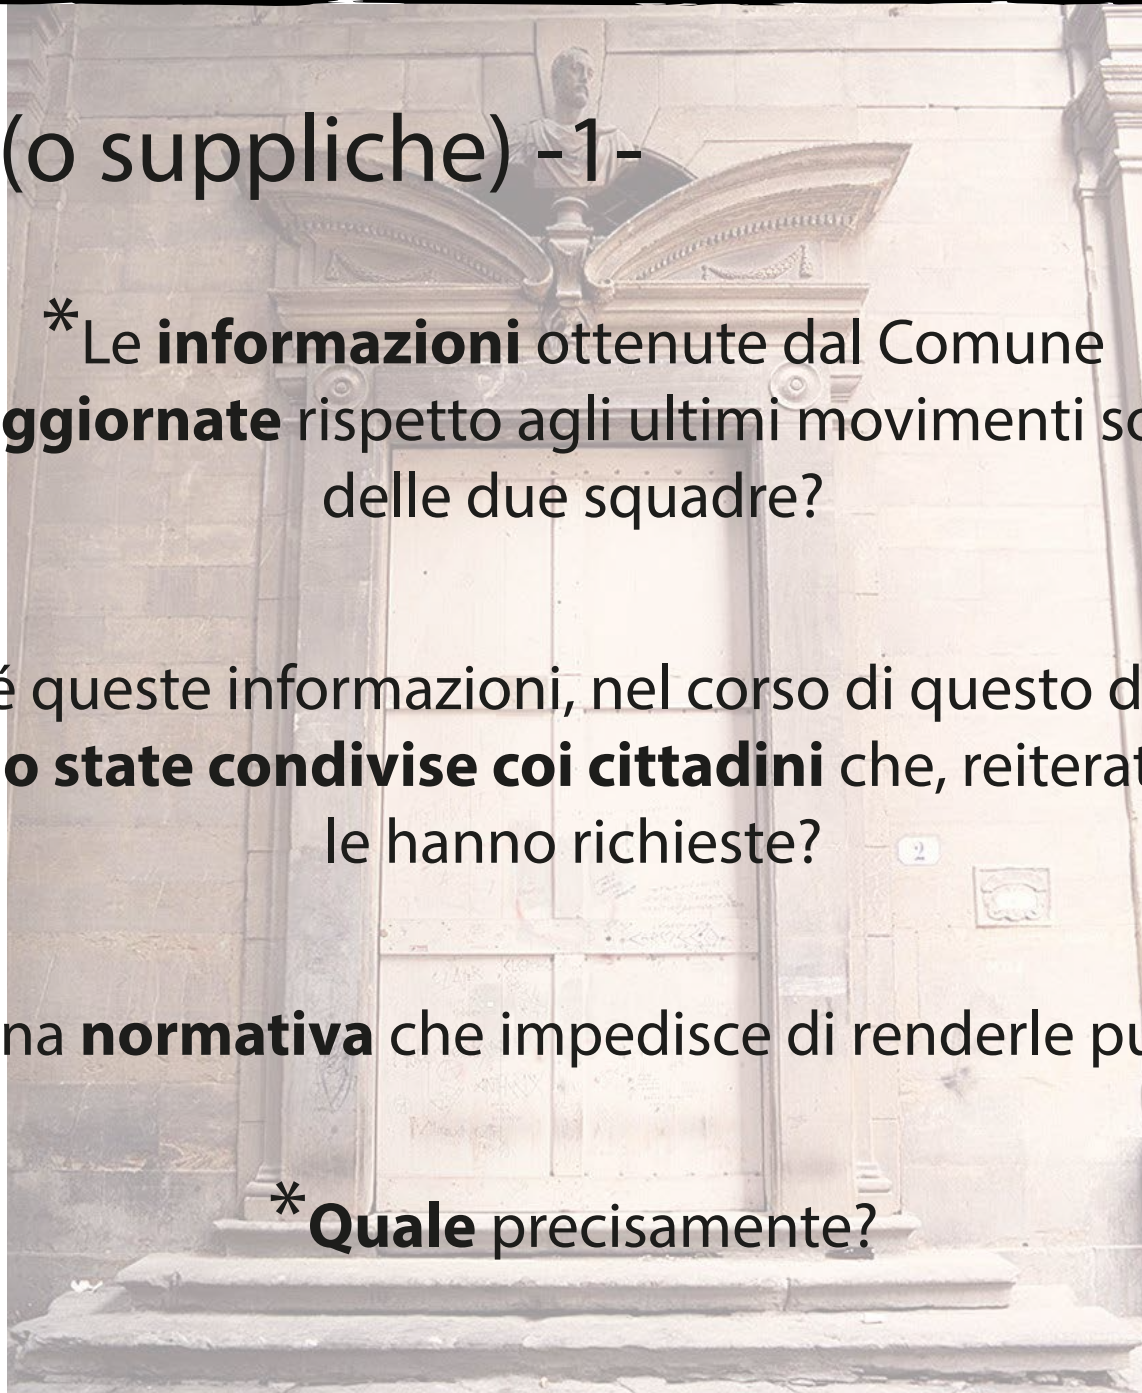 (o suppliche) -1-
*Le informazioni ottenute dal Comune
ggiornate rispetto agli ultimi movimenti so
delle due squadre?
é queste informazioni, nel corso di questo d
o state condivise coi cittadini che, reiterat
le hanno richieste?
2
na normativa che impedisce di renderle pu
*Quale precisamente?